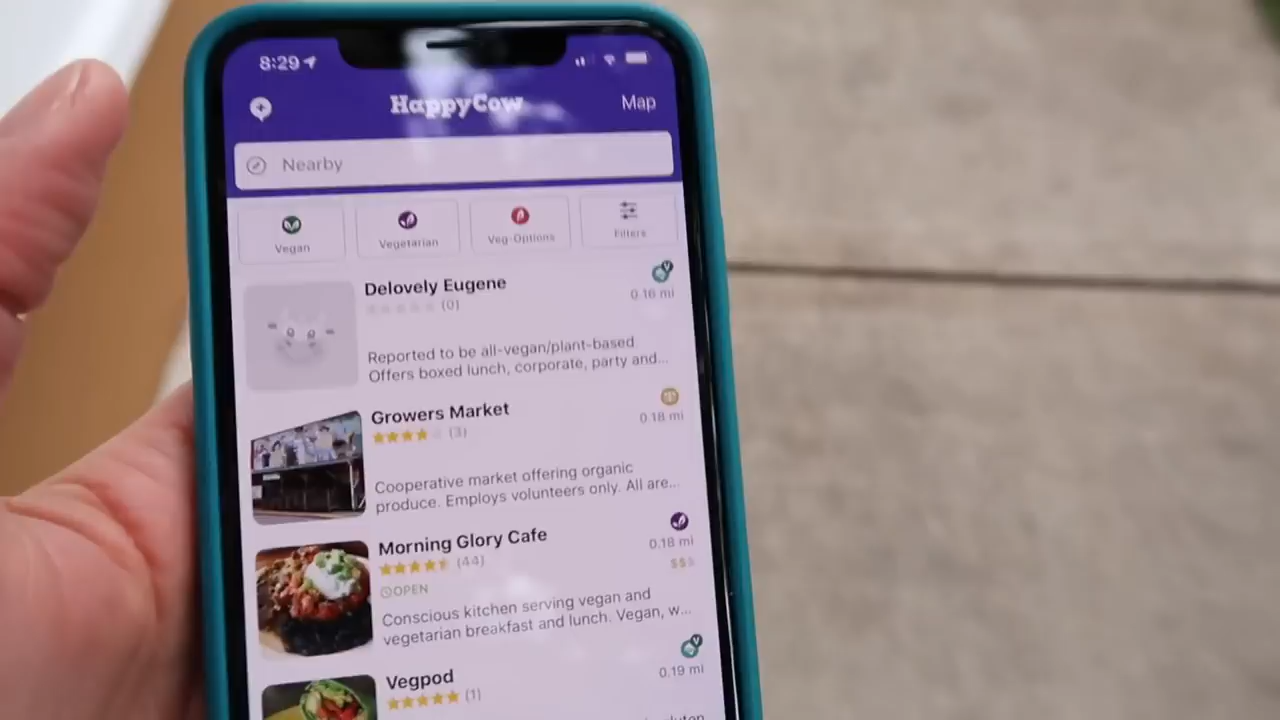 8:29
HappyCow
Map
Nearby
Vegan
Vegetarian
Veg-Options
Filters
Delovely Eugene
(0)
0.16 mi
Reported to be all-vegan/plant-based
Offers boxed lunch, corporate, party and...
Growers Market
(3)
0.18 mi
Cooperative market offering organic
produce. Employs volunteers only. All are...
Morning Glory Cafe
(44)
0.18 mi
$$$
OPEN
Conscious kitchen serving vegan and
vegetarian breakfast and lunch. Vegan, w...
Vegpod
(1)
0.19 mi